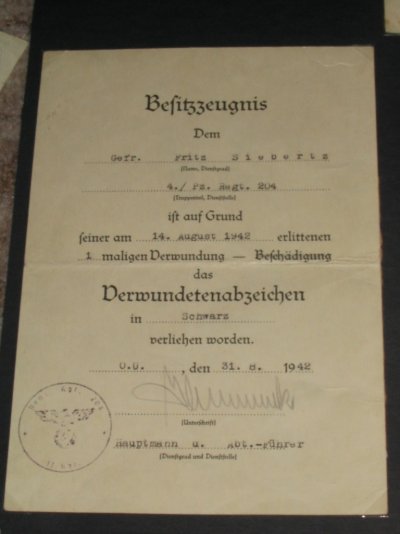 Besitzzeugnis
Dem
Gefr. Fritz Siebertz
(Name, Dienstgrad)
4./ Pz. Regt. 204
(Truppenteil, Dienststelle)
ist auf Grund
seiner am 14. August 1942 erlittenen
1 maligen Verwundung — Beschädigung
das
Verwundetenabzeichen
in Schwarz
verliehen worden.
O.U. , den 31. 8. 1942
(Unterschrift)
Hauptmann u. Abt.-Führer
(Dienstgrad und Dienststelle)